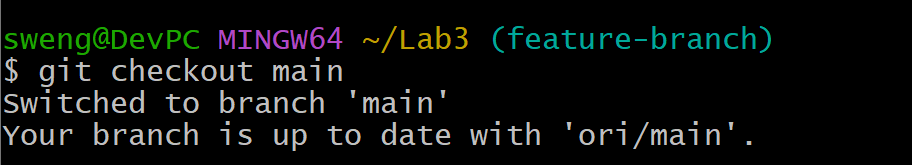 sweng@DevPC MINGW64 ~/Lab3 (feature-branch)
$ git checkout main
Switched to branch 'main'
Your branch is up to date with 'ori/main'.